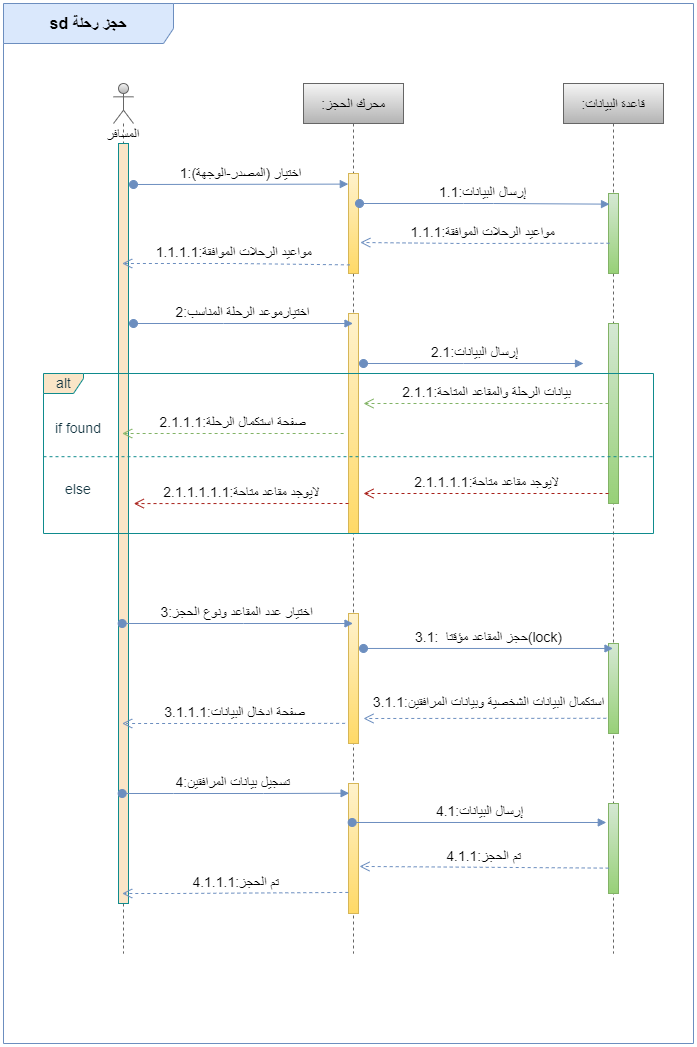 sd حجز رحلة
المسافر
محرك الحجز:
قاعدة البيانات:
1:اختيار (المصدر-الوجهة)
1.1:إرسال البيانات
1.1.1:مواعيد الرحلات الموافقة
1.1.1.1:مواعيد الرحلات الموافقة
2:اختيارموعد الرحلة المناسب
2.1:إرسال البيانات
alt
2.1.1:بيانات الرحلة والمقاعد المتاحة
if found
2.1.1.1:صفحة استكمال الرحلة
else
2.1.1.1.1:لايوجد مقاعد متاحة
2.1.1.1.1.1:لايوجد مقاعد متاحة
3:اختيار عدد المقاعد ونوع الحجز
3.1: حجز المقاعد مؤقتا(lock)
3.1.1:استكمال البيانات الشخصية وبيانات المرافقين
3.1.1.1:صفحة ادخال البيانات
4:تسجيل بيانات المرافقين
4.1:إرسال البيانات
4.1.1:تم الحجز
4.1.1.1:تم الحجز